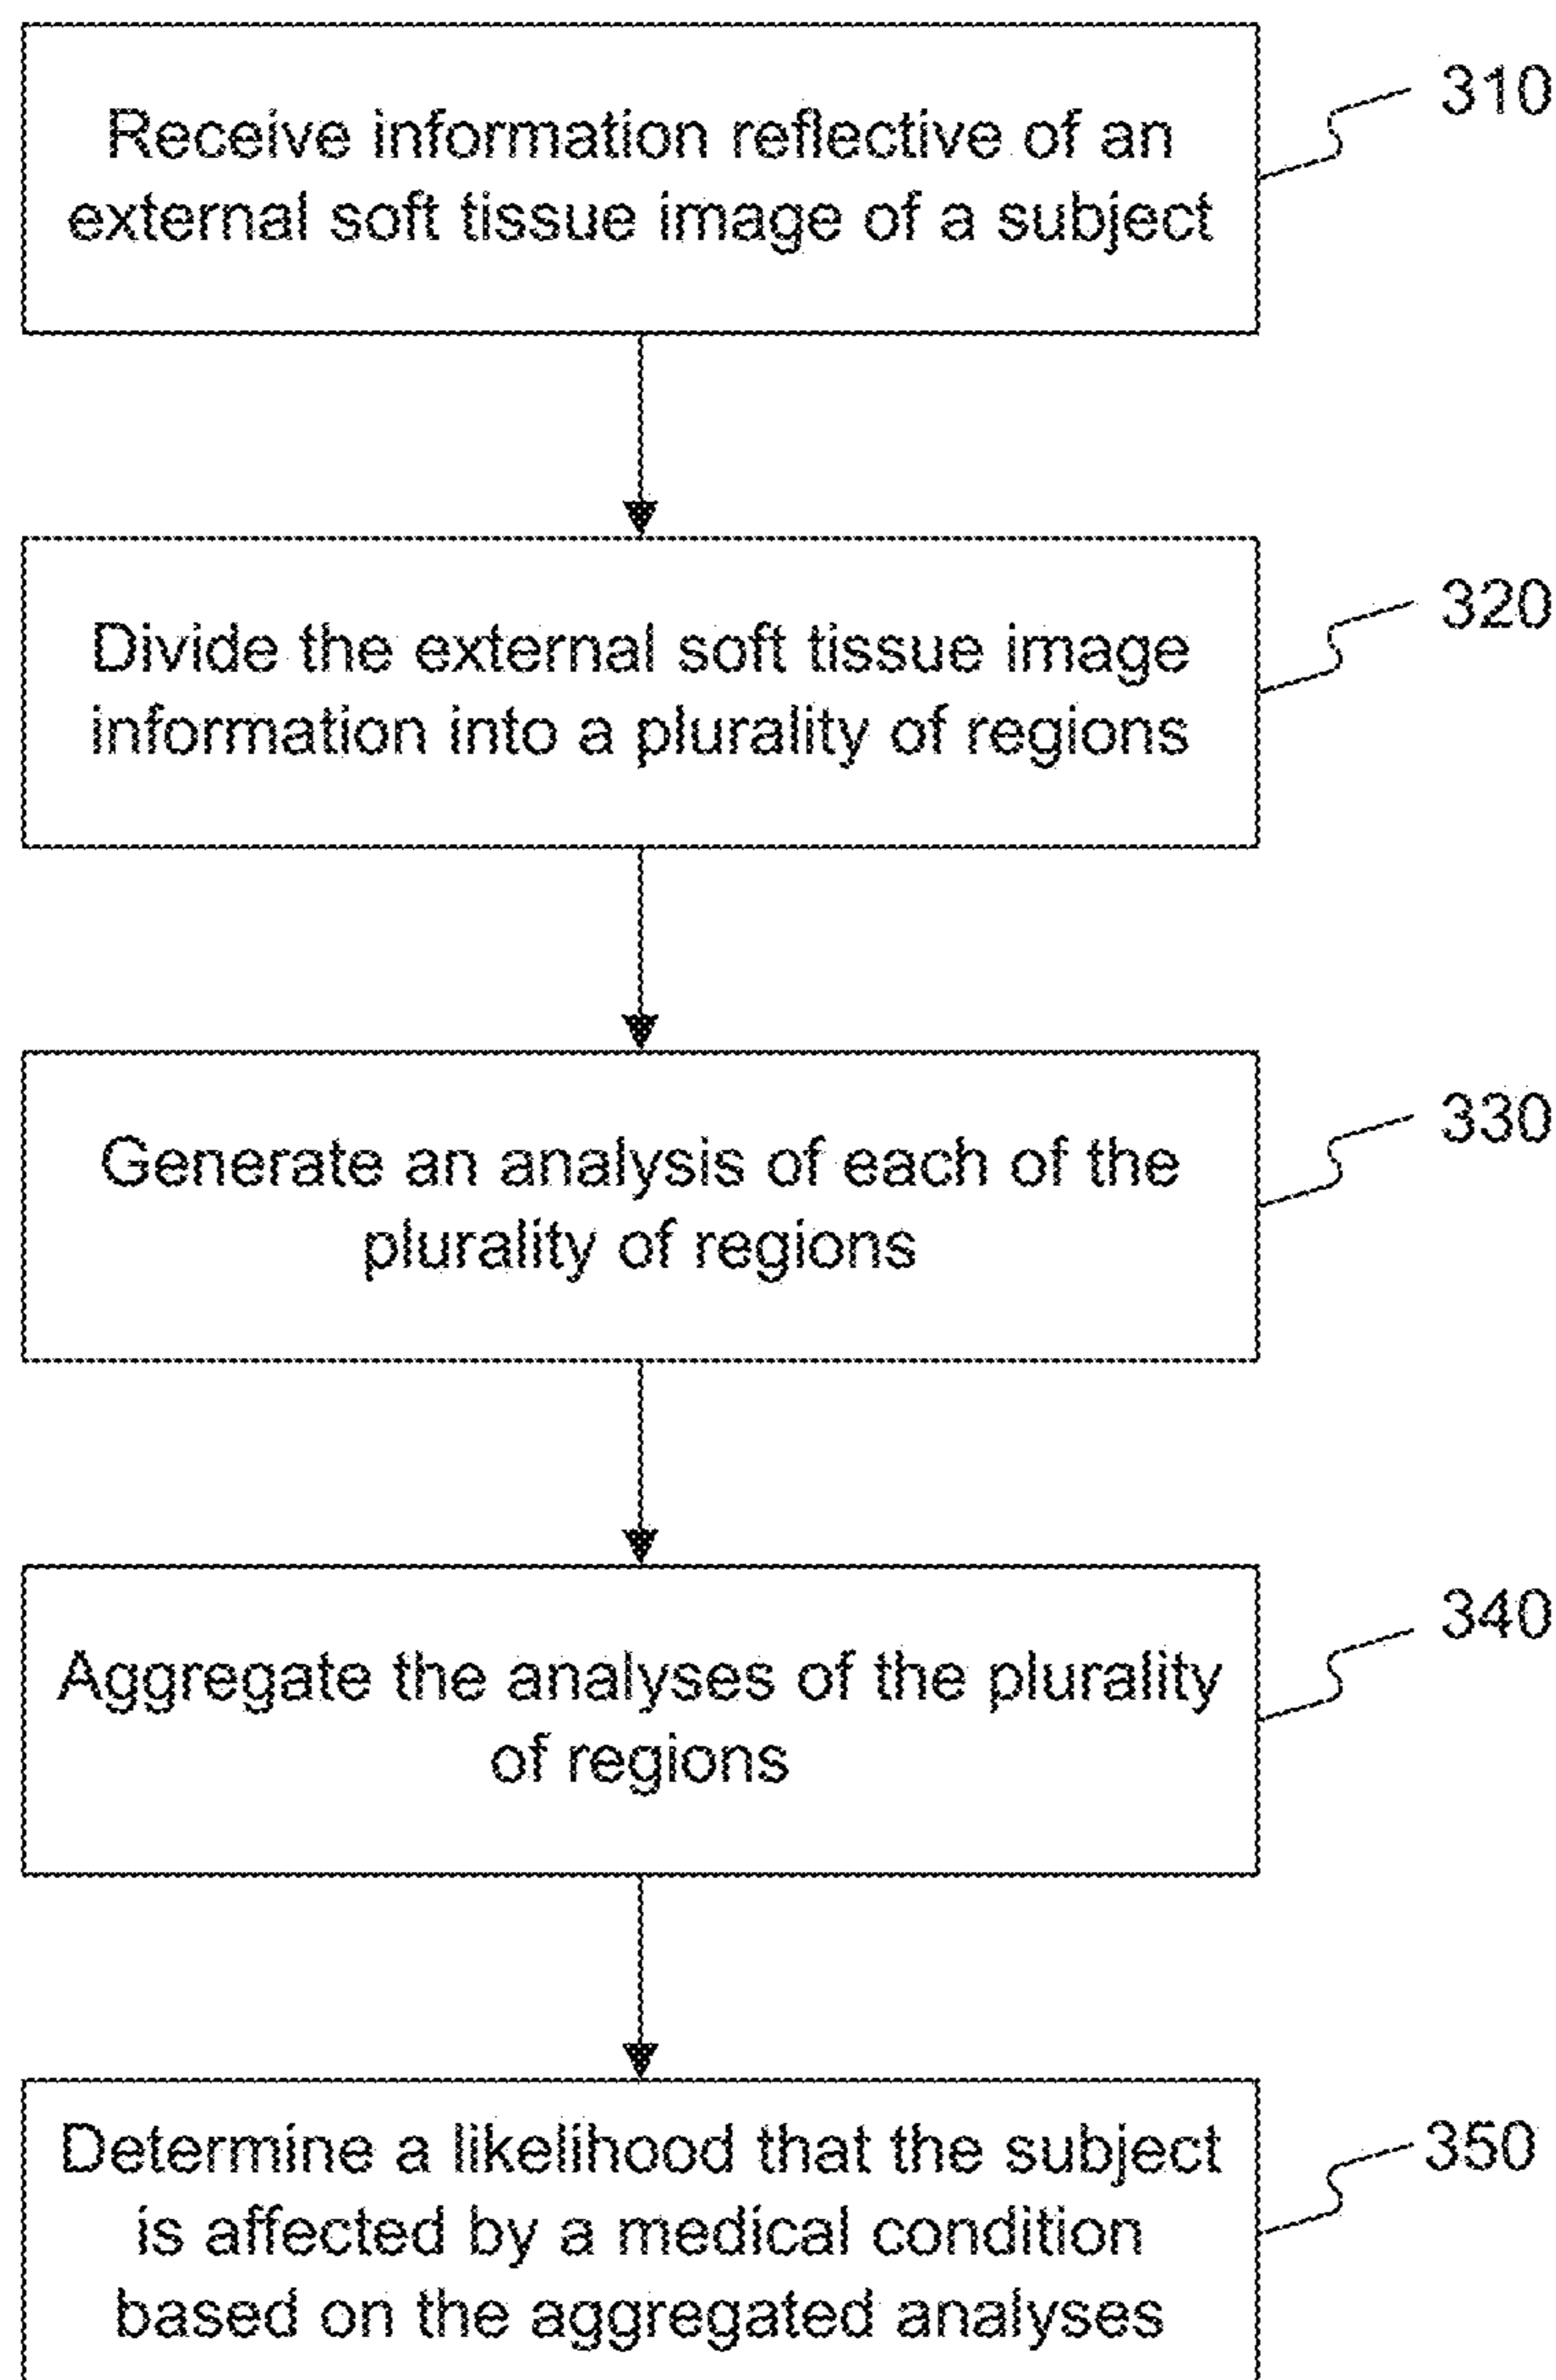 Receive information reflective of an
external soft tissue image of a subject
310
Divide the external soft tissue image
information into a plurality of regions
320
Generate an analysis of each of the
plurality of regions
330
Aggregate the analyses of the plurality
of regions
340
Determine a likelihood that the subject
is affected by a medical condition
based on the aggregated analyses
350